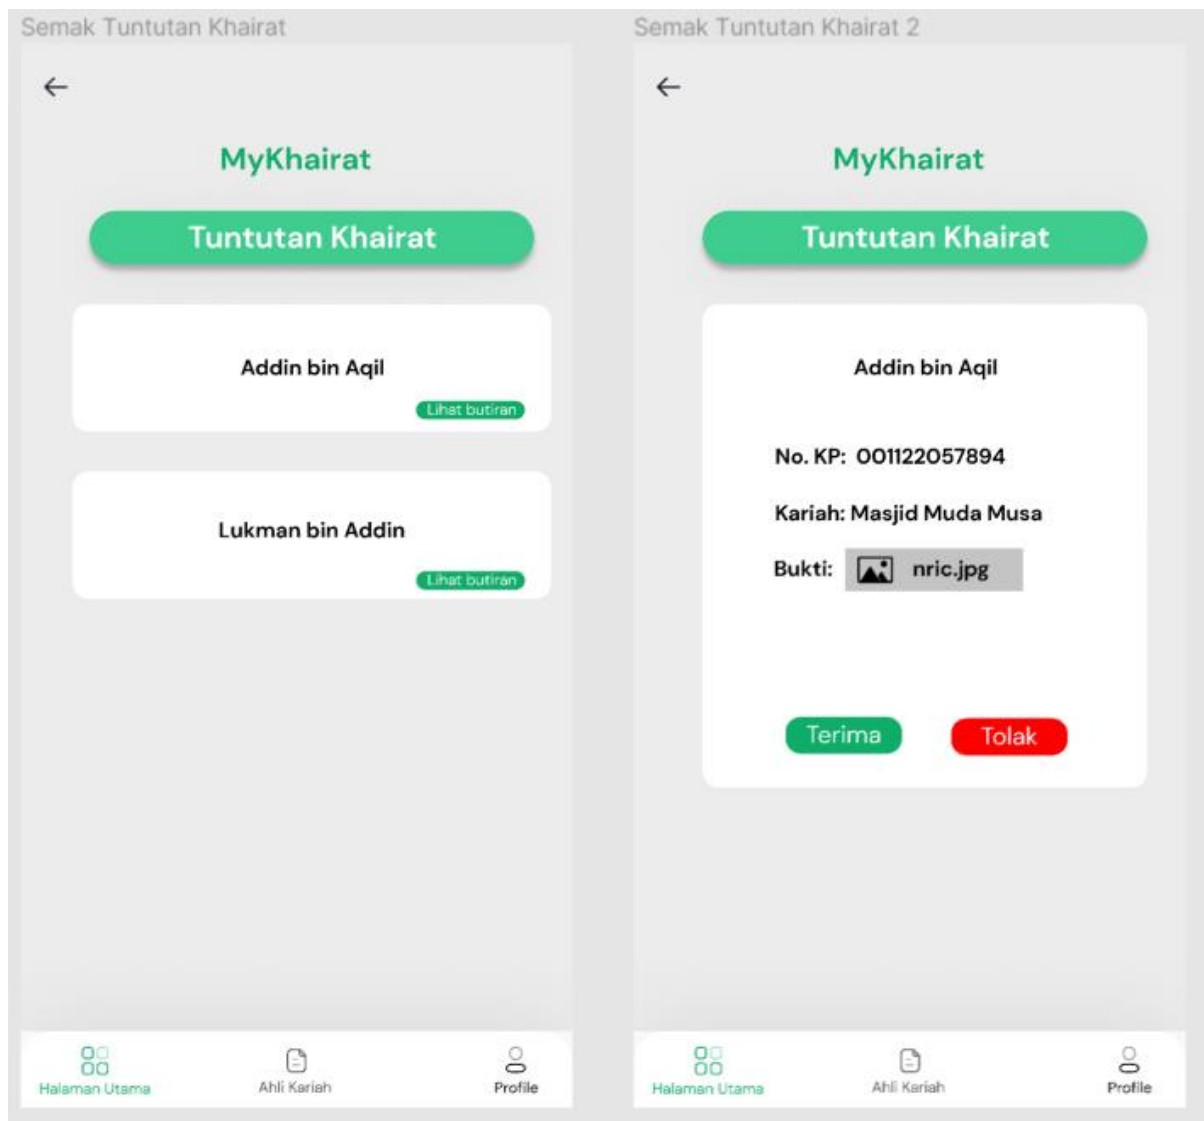 Semak Tuntutan Khairat
MyKhairat
Tuntutan Khairat
Addin bin Aqil
Lihat butiran
Lukman bin Addin
Lihat butiran
Halaman Utama
Ahli Kariah
Profile
Semak Tuntutan Khairat 2
MyKhairat
Tuntutan Khairat
Addin bin Aqil
No. KP: 001122057894
Kariah: Masjid Muda Musa
Bukti: nric.jpg
Terima Tolak
Halaman Utama
Ahli Kariah
Profile